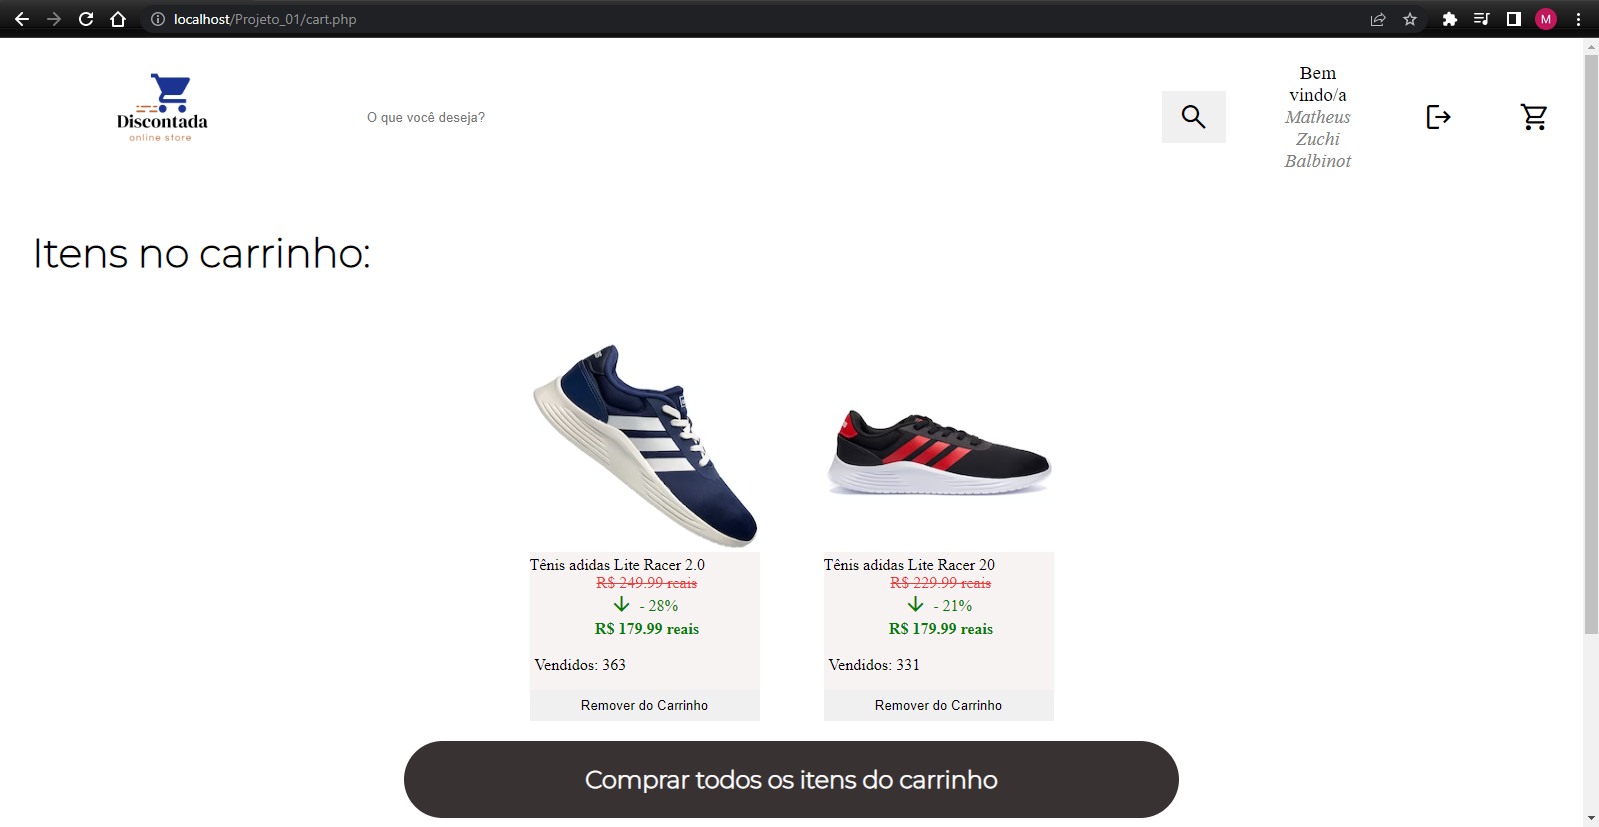 localhost/Projeto_01/cart.php
M
Discontada
online store
O que você deseja?
Bem
vindo/a
Matheus
Zuchi
Balbinot
Itens no carrinho:
Tênis adidas Lite Racer 2.0
R$ 249.99 reais
- 28%
R$ 179.99 reais
Vendidos: 363
Remover do Carrinho
Tênis adidas Lite Racer 20
R$ 229.99 reais
- 21%
R$ 179.99 reais
Vendidos: 331
Remover do Carrinho
Comprar todos os itens do carrinho